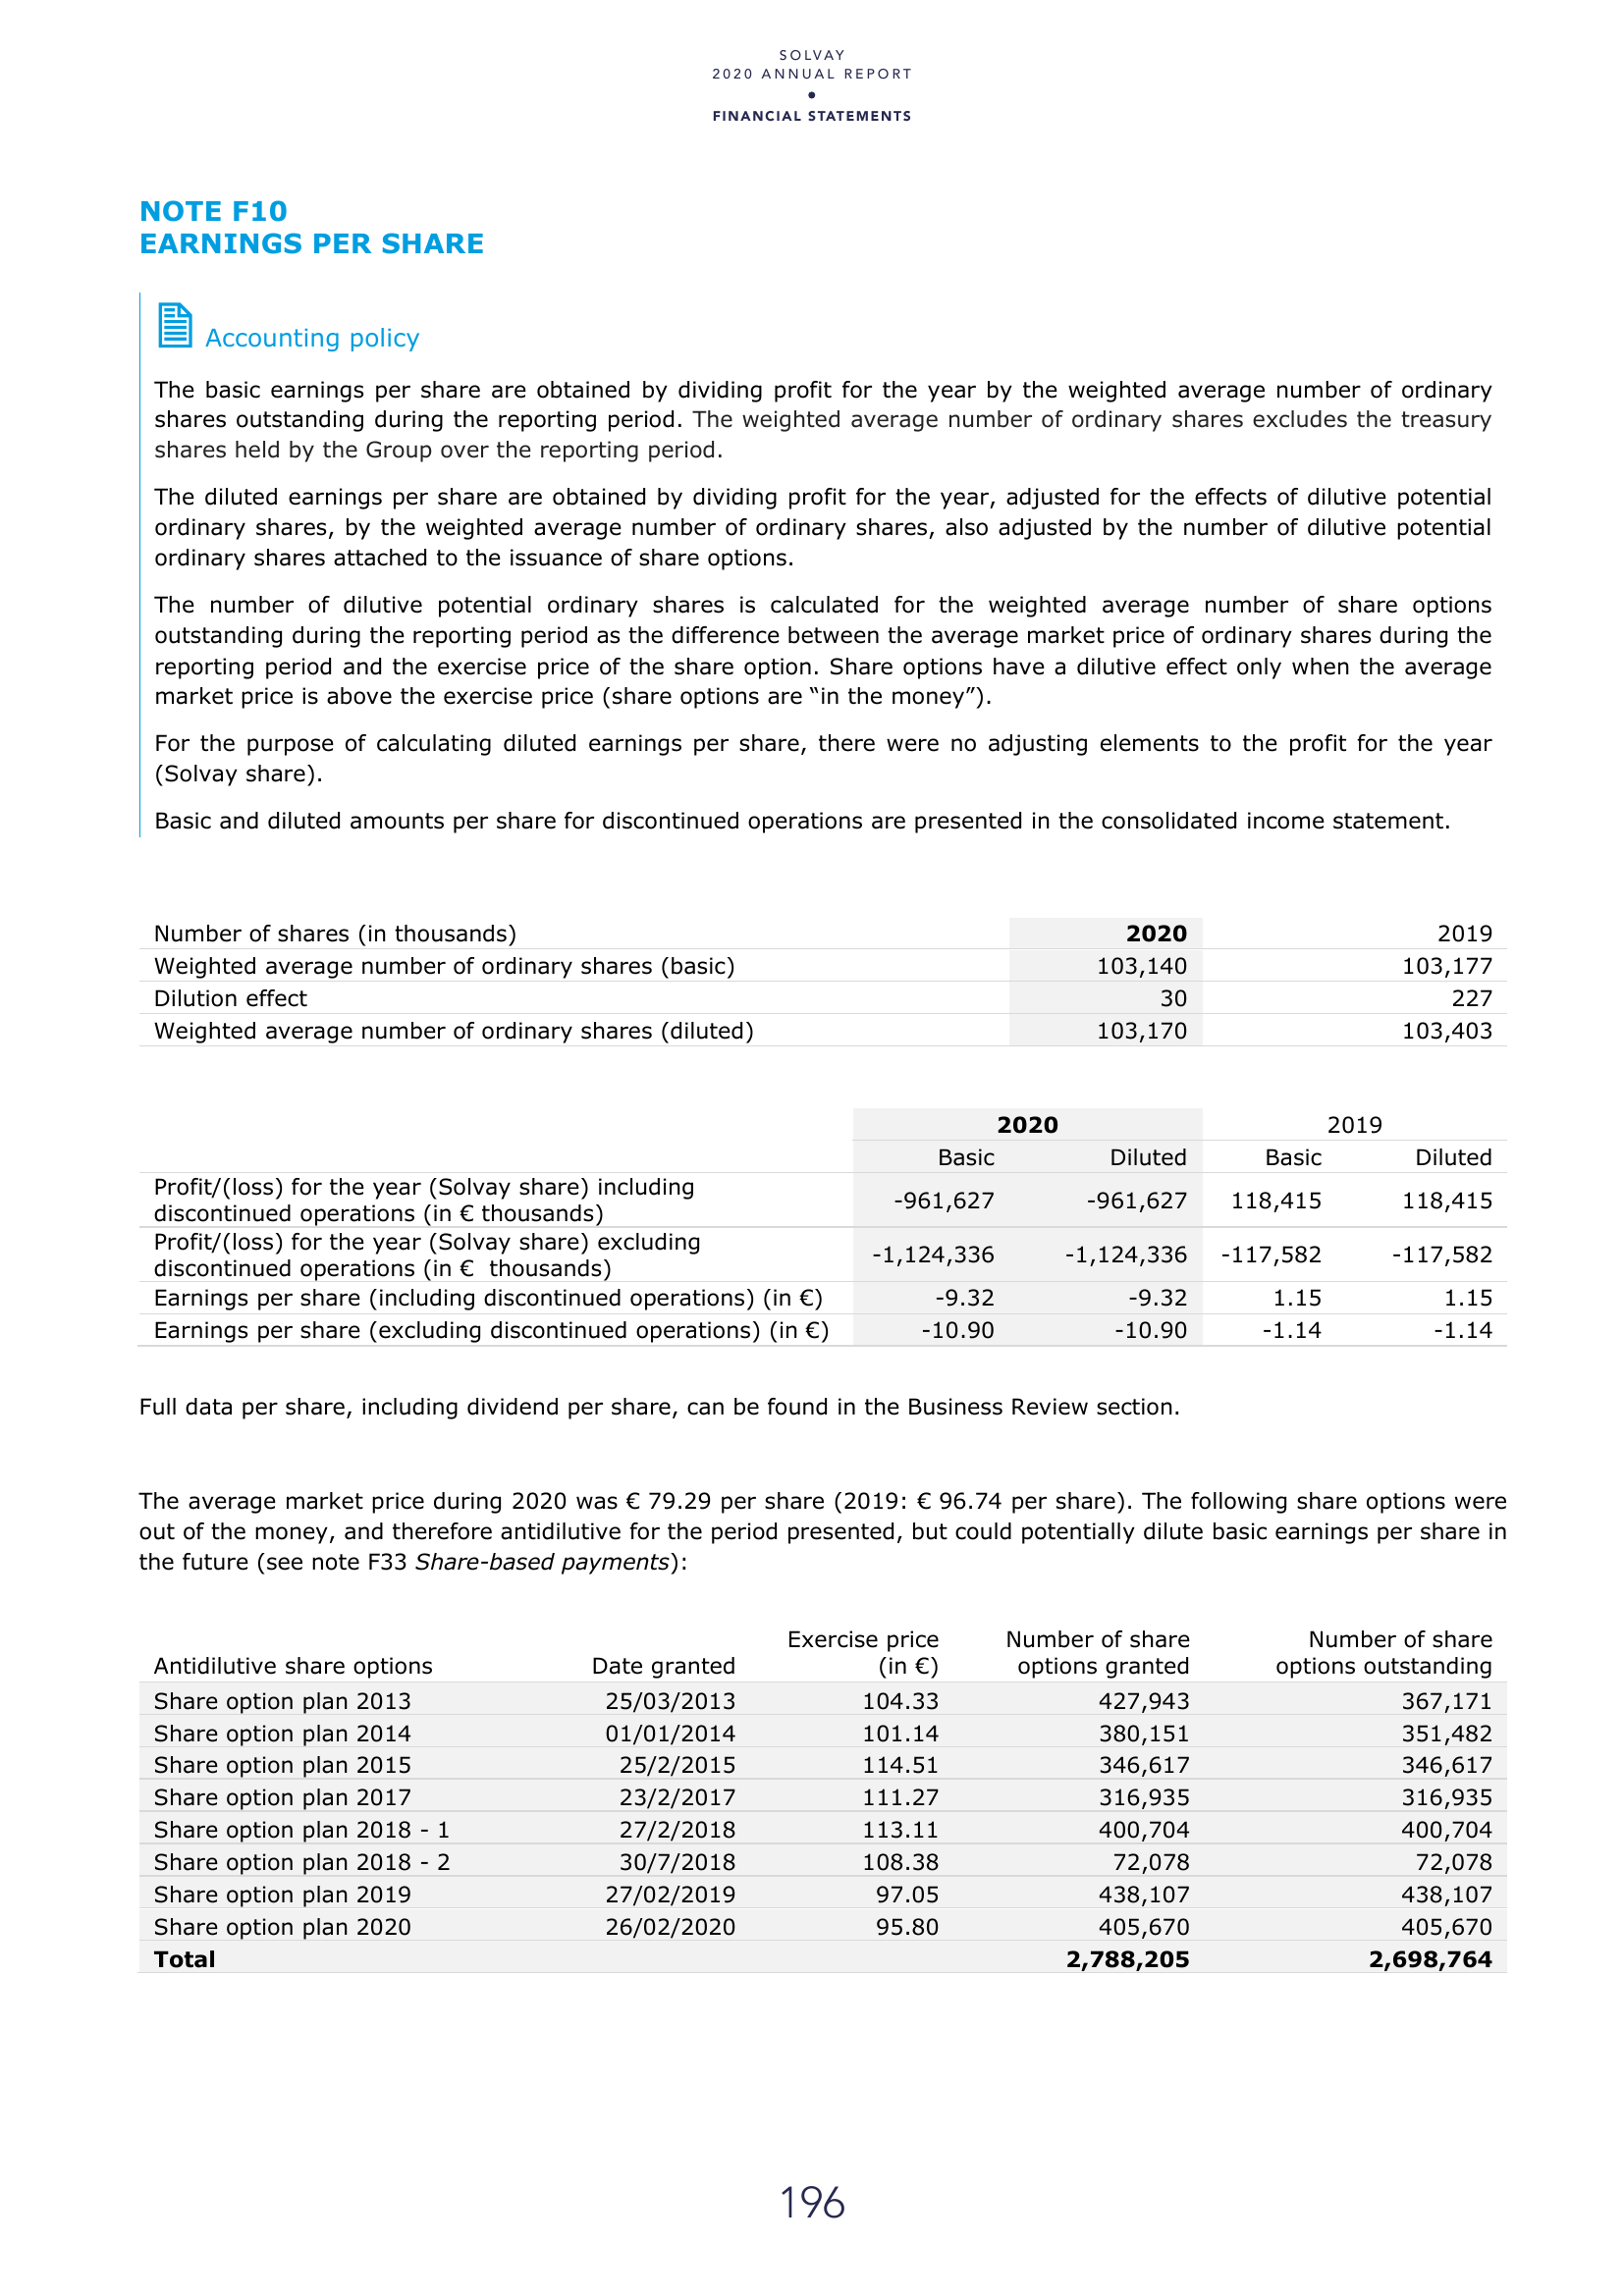 SOLVAY
2020 ANNUAL REPORT
•
FINANCIAL STATEMENTS
NOTE F10
EARNINGS PER SHARE
Accounting policy
The basic earnings per share are obtained by dividing profit for the year by the weighted average number of ordinary
shares outstanding during the reporting period. The weighted average number of ordinary shares excludes the treasury
shares held by the Group over the reporting period.
The diluted earnings per share are obtained by dividing profit for the year, adjusted for the effects of dilutive potential
ordinary shares, by the weighted average number of ordinary shares, also adjusted by the number of dilutive potential
ordinary shares attached to the issuance of share options.
The number of dilutive potential ordinary shares is calculated for the weighted average number of share options
outstanding during the reporting period as the difference between the average market price of ordinary shares during the
reporting period and the exercise price of the share option. Share options have a dilutive effect only when the average
market price is above the exercise price (share options are “in the money”).
For the purpose of calculating diluted earnings per share, there were no adjusting elements to the profit for the year
(Solvay share).
Basic and diluted amounts per share for discontinued operations are presented in the consolidated income statement.
Number of shares (in thousands) 2020 2019
Weighted average number of ordinary shares (basic) 103,140 103,177
Dilution effect 30 227
Weighted average number of ordinary shares (diluted) 103,170 103,403
2020 2019
Basic Diluted Basic Diluted
Profit/(loss) for the year (Solvay share) including
discontinued operations (in € thousands) -961,627 -961,627 118,415 118,415
Profit/(loss) for the year (Solvay share) excluding
discontinued operations (in € thousands) -1,124,336 -1,124,336 -117,582 -117,582
Earnings per share (including discontinued operations) (in €) -9.32 -9.32 1.15 1.15
Earnings per share (excluding discontinued operations) (in €) -10.90 -10.90 -1.14 -1.14
Full data per share, including dividend per share, can be found in the Business Review section.
The average market price during 2020 was € 79.29 per share (2019: € 96.74 per share). The following share options were
out of the money, and therefore antidilutive for the period presented, but could potentially dilute basic earnings per share in
the future (see note F33 Share-based payments):
Exercise price Number of share Number of share
Antidilutive share options Date granted (in €) options granted options outstanding
Share option plan 2013 25/03/2013 104.33 427,943 367,171
Share option plan 2014 01/01/2014 101.14 380,151 351,482
Share option plan 2015 25/2/2015 114.51 346,617 346,617
Share option plan 2017 23/2/2017 111.27 316,935 316,935
Share option plan 2018 - 1 27/2/2018 113.11 400,704 400,704
Share option plan 2018 - 2 30/7/2018 108.38 72,078 72,078
Share option plan 2019 27/02/2019 97.05 438,107 438,107
Share option plan 2020 26/02/2020 95.80 405,670 405,670
Total 2,788,205 2,698,764
196